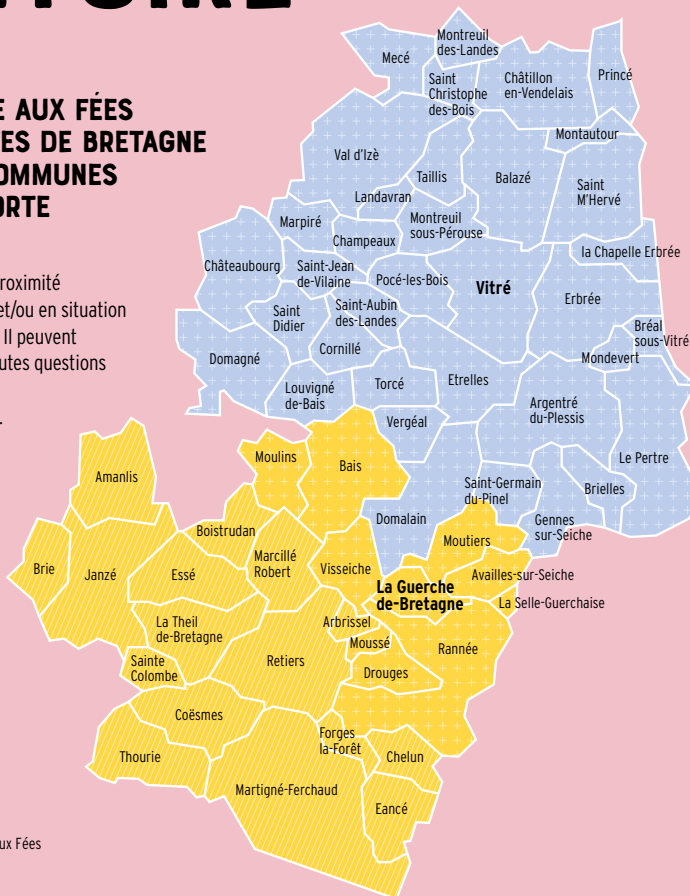 E AUX FÉES
ES DE BRETAGNE
OMMUNES
ORTE
roximité
et/ou en situation
Il peuvent
utes questions
Mecé
Montreuil
des-Landes
Saint
Christophe
des-Bois
Châtillon
en-Vendelais
Princé
Montautour
Val d'Izè
Taillis
Balazé
Saint
M'Hervé
Landavran
Marpiré
Champeaux
Montreuil
sous-Pérouse
la Chapelle Erbrée
Châteaubourg
Saint-Jean
de-Vilaine
Pocé-les-Bois
Vitré
Erbrée
Saint
Didier
Saint-Aubin
des-Landes
Bréal
sous-Vitré
Domagné
Cornillé
Mondevert
Louvigné
de-Bais
Torcé
Etrelles
Argentré
du-Plessis
Vergéal
Le Pertre
Moulins
Bais
Amanlis
Saint-Germain
du-Pinel
Brielles
Domalain
Gennes
sur-Seiche
Boistrudan
Moutiers
Brie
Janzé
Essé
Marcillé
Robert
Visseiche
Availles-sur-Seiche
La Guerche
de-Bretagne
La Selle-Guerchaise
La Theil
de-Bretagne
Arbrissel
Moussé
Rannée
Sainte
Colombe
Retiers
Drouges
Coësmes
Forges
la-Forêt
Thourie
Chelun
Martigné-Ferchaud
Eancé
ux Fées